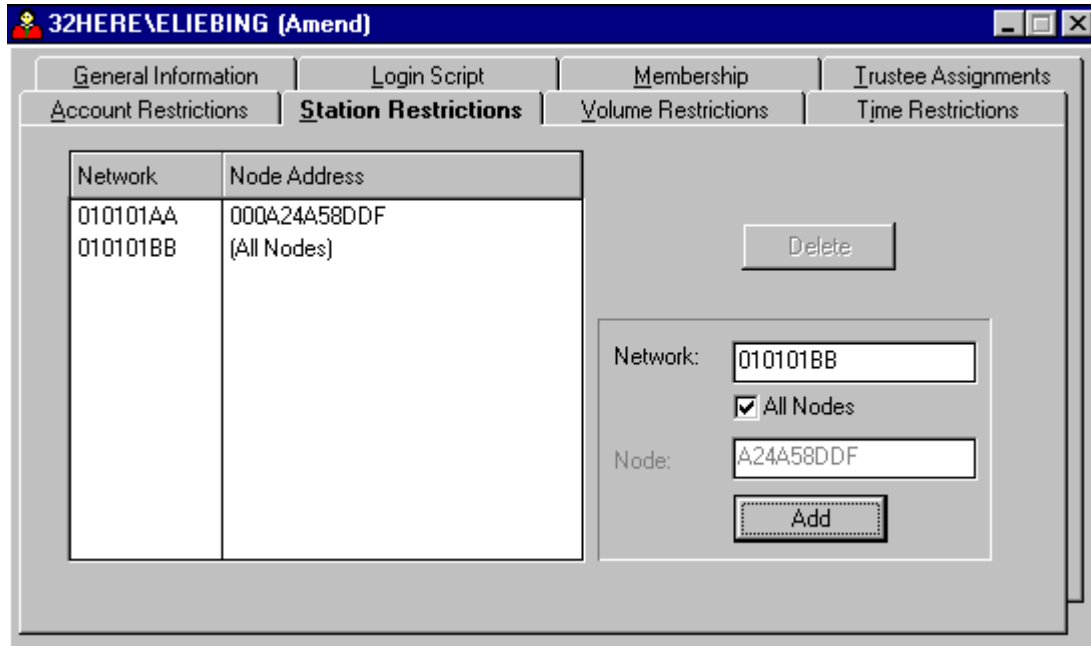 32HERE\ELIEBING (Amend)
General Information Login Script Membership Trustee Assignments
Account Restrictions Station Restrictions Volume Restrictions Time Restrictions
Network Node Address
010101AA 000A24A58DDF
010101BB (All Nodes)
Delete
Network: 010101BB
All Nodes
Node: A24A58DDF
Add